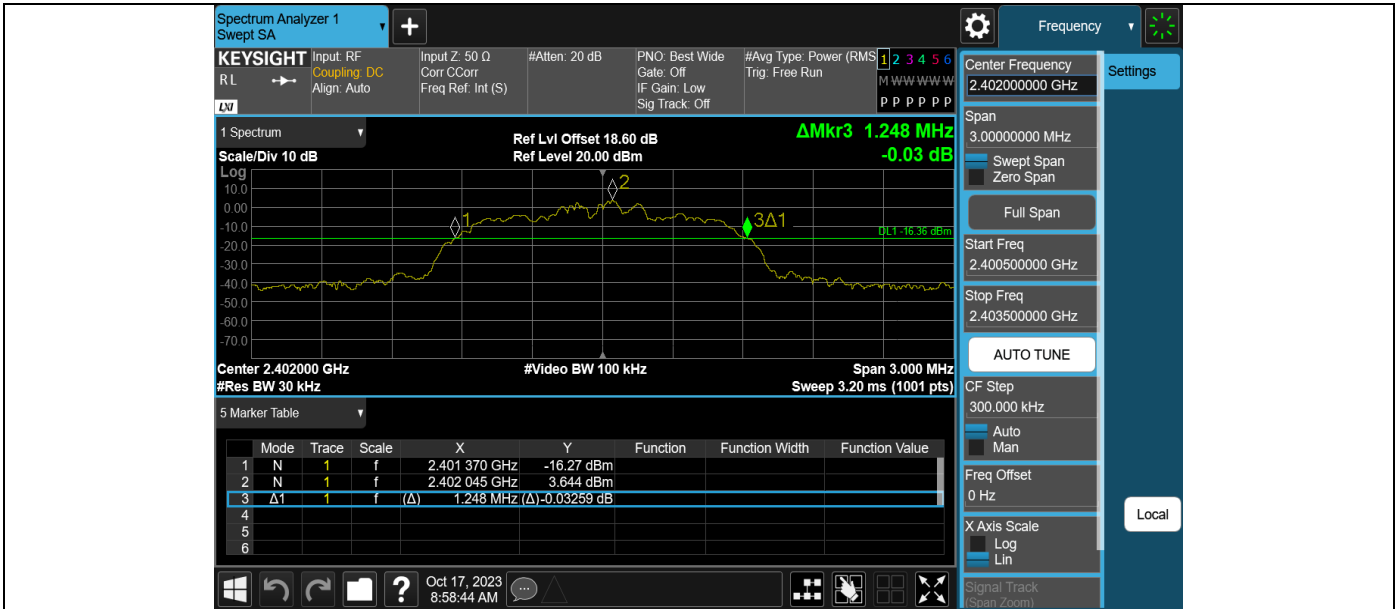 Spectrum Analyzer 1
Swept SA
+
Frequency
KEYSIGHT
R L
LXI
Input: RF
Coupling: DC
Align: Auto
Input Z: 50 Ω
Corr CCorr
Freq Ref: Int (S)
#Atten: 20 dB
PNO: Best Wide
Gate: Off
IF Gain: Low
Sig Track: Off
#Avg Type: Power (RMS
Trig: Free Run
1 2 3 4 5 6
M W W W W W
P P P P P P
1 Spectrum
Scale/Div 10 dB
Ref Lvl Offset 18.60 dB
Ref Level 20.00 dBm
ΔMkr3 1.248 MHz
-0.03 dB
Log
10.0
0.00
-10.0
-20.0
-30.0
-40.0
-50.0
-60.0
-70.0
1
2
3Δ1
DL1 -16.36 dBm
Center 2.402000 GHz
#Video BW 100 kHz
Span 3.000 MHz
#Res BW 30 kHz
Sweep 3.20 ms (1001 pts)
5 Marker Table
Mode Trace Scale X Y Function Function Width Function Value
1 N 1 f 2.401 370 GHz -16.27 dBm
2 N 1 f 2.402 045 GHz 3.644 dBm
3 Δ1 1 f (Δ) 1.248 MHz (Δ) -0.03259 dB
4
5
6
Oct 17, 2023
8:58:44 AM
?
Center Frequency
2.402000000 GHz
Settings
Span
3.00000000 MHz
Swept Span
Zero Span
Full Span
Start Freq
2.400500000 GHz
Stop Freq
2.403500000 GHz
AUTO TUNE
CF Step
300.000 kHz
Auto
Man
Freq Offset
0 Hz
X Axis Scale
Log
Lin
Signal Track
(Span Zoom)
Local